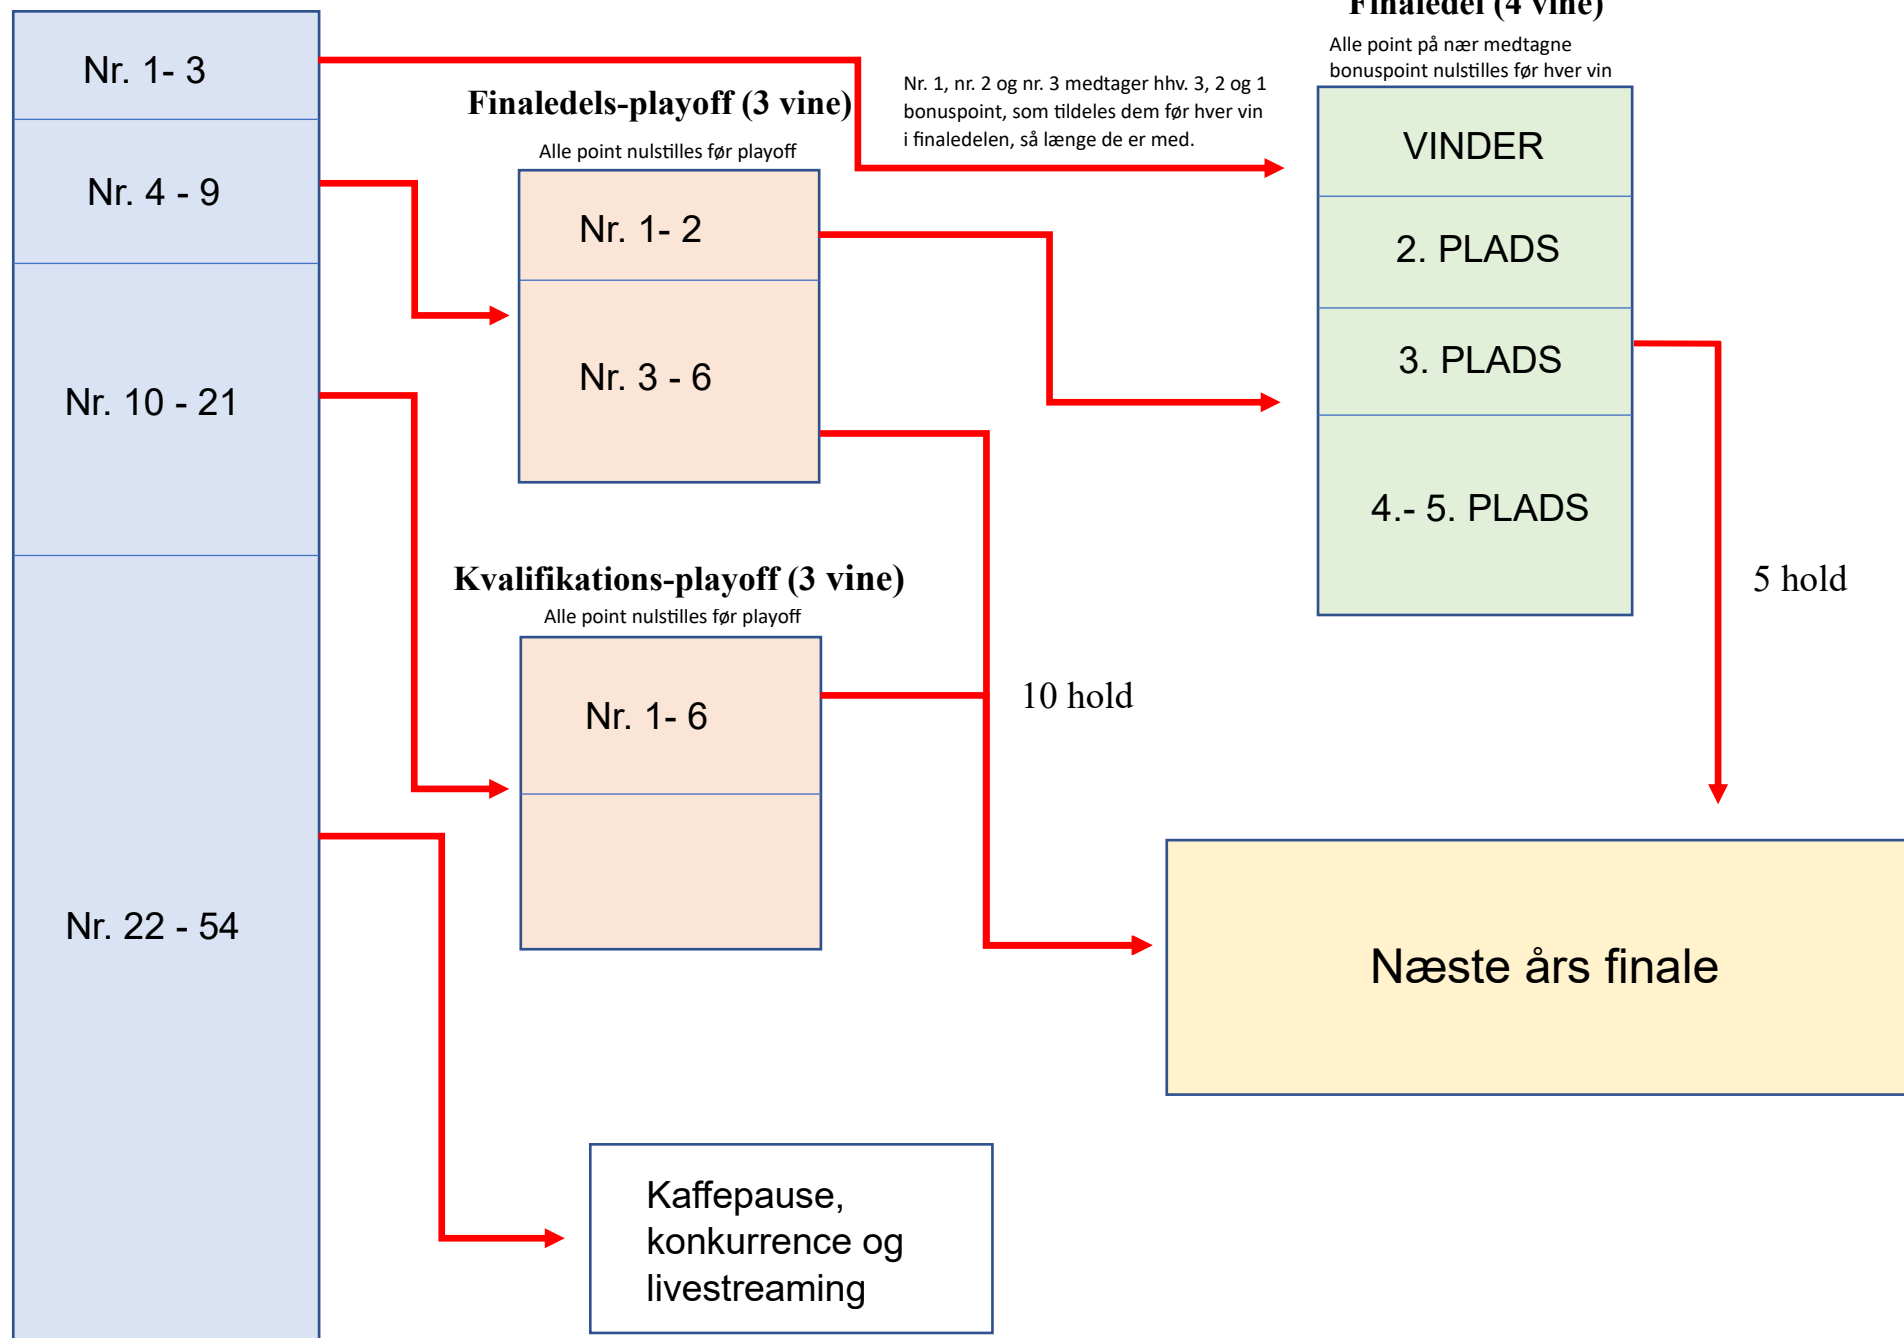 Finaledel (4 vine)
Alle point på nær medtagne
bonuspoint nulstilles før hver vin
Nr. 1- 3
Nr. 4 - 9
Nr. 10 - 21
Nr. 22 - 54
Finaledels-playoff (3 vine)
Alle point nulstilles før playoff
Nr. 1- 2
Nr. 3 - 6
Nr. 1, nr. 2 og nr. 3 medtager hhv. 3, 2 og 1
bonuspoint, som tildeles dem før hver vin
i finaledelen, så længe de er med.
VINDER
2. PLADS
3. PLADS
4.- 5. PLADS
Kvalifikations-playoff (3 vine)
Alle point nulstilles før playoff
Nr. 1- 6
10 hold
5 hold
Næste års finale
Kaffepause,
konkurrence og
livestreaming